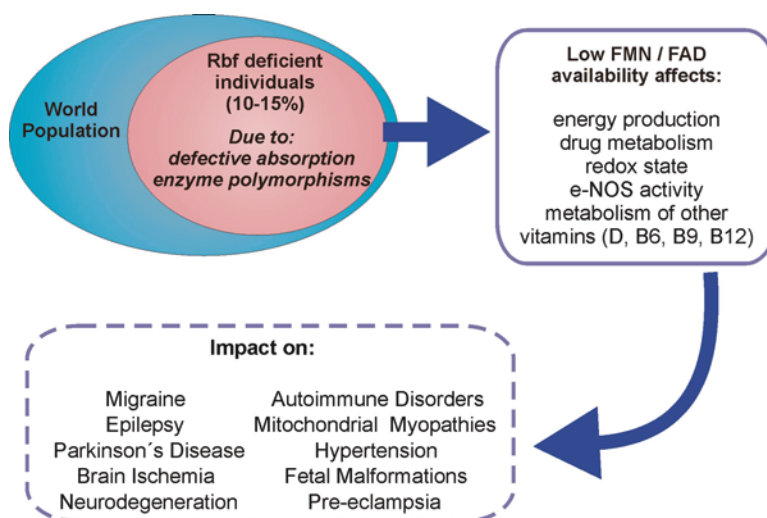 World
Population
Rbf deficient
individuals
(10-15%)
Due to:
defective absorption
enzyme polymorphisms
Low FMN / FAD
availability affects:
energy production
drug metabolism
redox state
e-NOS activity
metabolism of other
vitamins (D, B6, B9, B12)
Impact on:
Migraine
Epilepsy
Parkinson´s Disease
Brain Ischemia
Neurodegeneration
Autoimmune Disorders
Mitochondrial Myopathies
Hypertension
Fetal Malformations
Pre-eclampsia